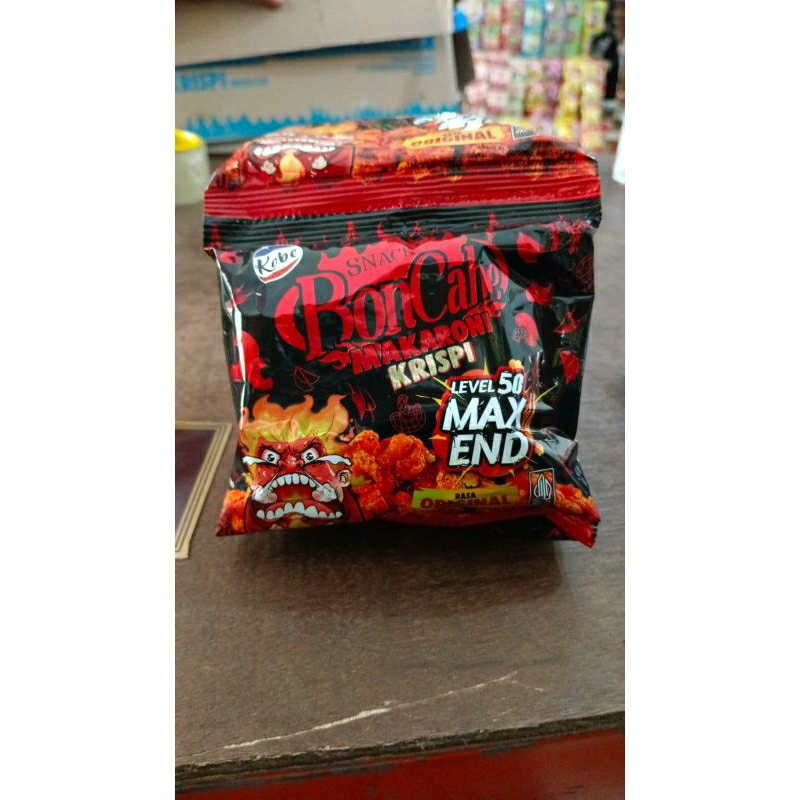 KRISPI
ORIGINAL
Kobe
SNACK
BonCabe
MAKARONI
KRISPI
LEVEL 50
MAX
END
RASA
ORIGINAL